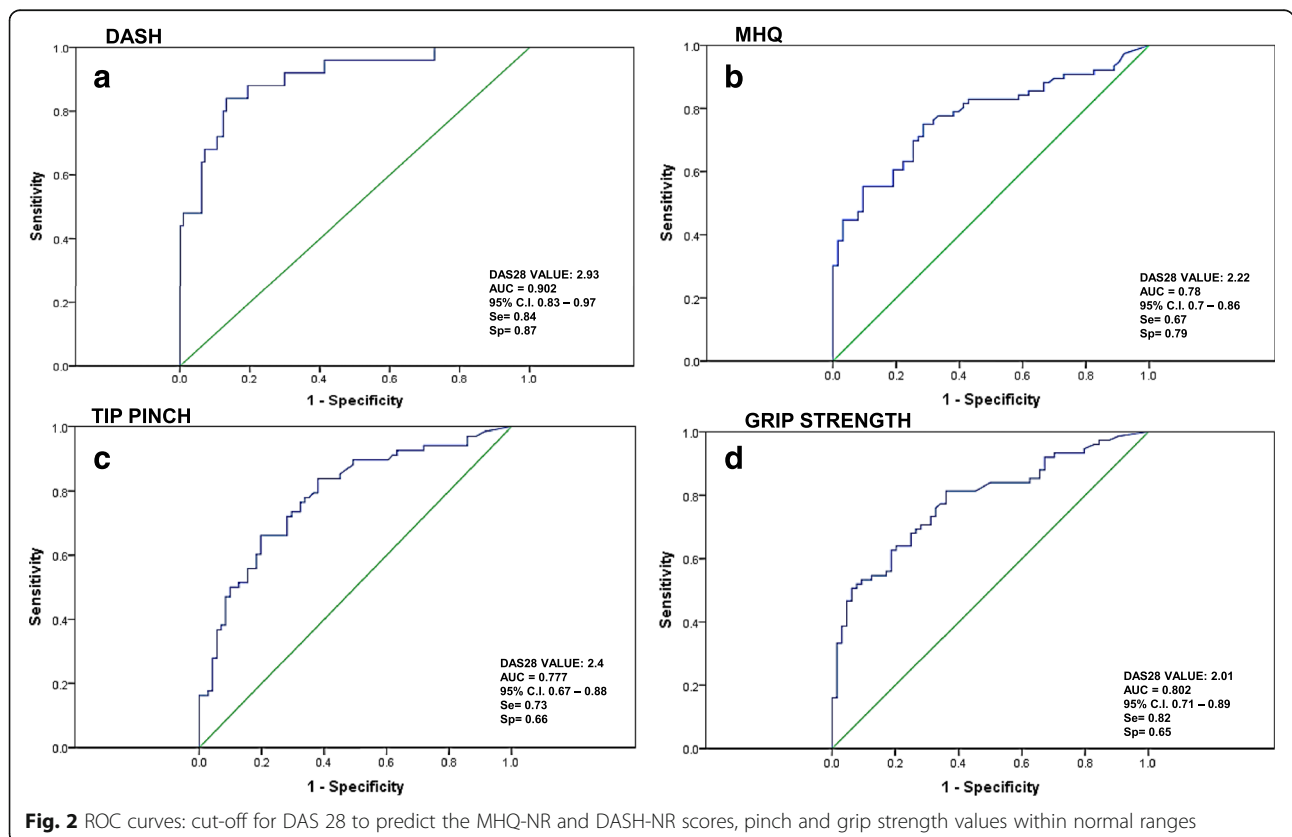 DASH
a
1.0
0.8
0.6
0.4
0.2
0.0
Sensitivity
0.0 0.2 0.4 0.6 0.8 1.0
1 - Specificity
DAS28 VALUE: 2.93
AUC = 0.902
95% C.I. 0.83 – 0.97
Se= 0.84
Sp= 0.87
MHQ
b
1.0
0.8
0.6
0.4
0.2
0.0
Sensitivity
0.0 0.2 0.4 0.6 0.8 1.0
1 - Specificity
DAS28 VALUE: 2.22
AUC = 0.78
95% C.I. 0.7 – 0.86
Se= 0.67
Sp= 0.79
TIP PINCH
c
1.0
0.8
0.6
0.4
0.2
0.0
Sensitivity
0.0 0.2 0.4 0.6 0.8 1.0
1 - Specificity
DAS28 VALUE: 2.4
AUC = 0.777
95% C.I. 0.67 – 0.88
Se= 0.73
Sp= 0.66
GRIP STRENGTH
d
1.0
0.8
0.6
0.4
0.2
0.0
Sensitivity
0.0 0.2 0.4 0.6 0.8 1.0
1 - Specificity
DAS28 VALUE: 2.01
AUC = 0.802
95% C.I. 0.71 – 0.89
Se= 0.82
Sp= 0.65
Fig. 2 ROC curves: cut-off for DAS 28 to predict the MHQ-NR and DASH-NR scores, pinch and grip strength values within normal ranges